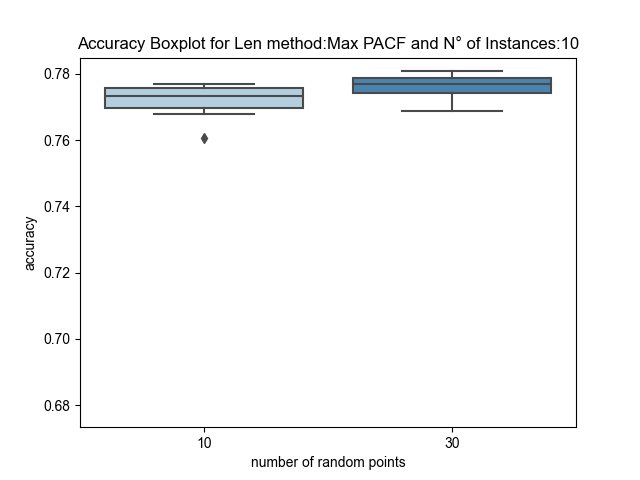 Accuracy Boxplot for Len method:Max PACF and N° of Instances:10
0.78
0.76
0.74
0.72
0.70
0.68
accuracy
10
30
number of random points